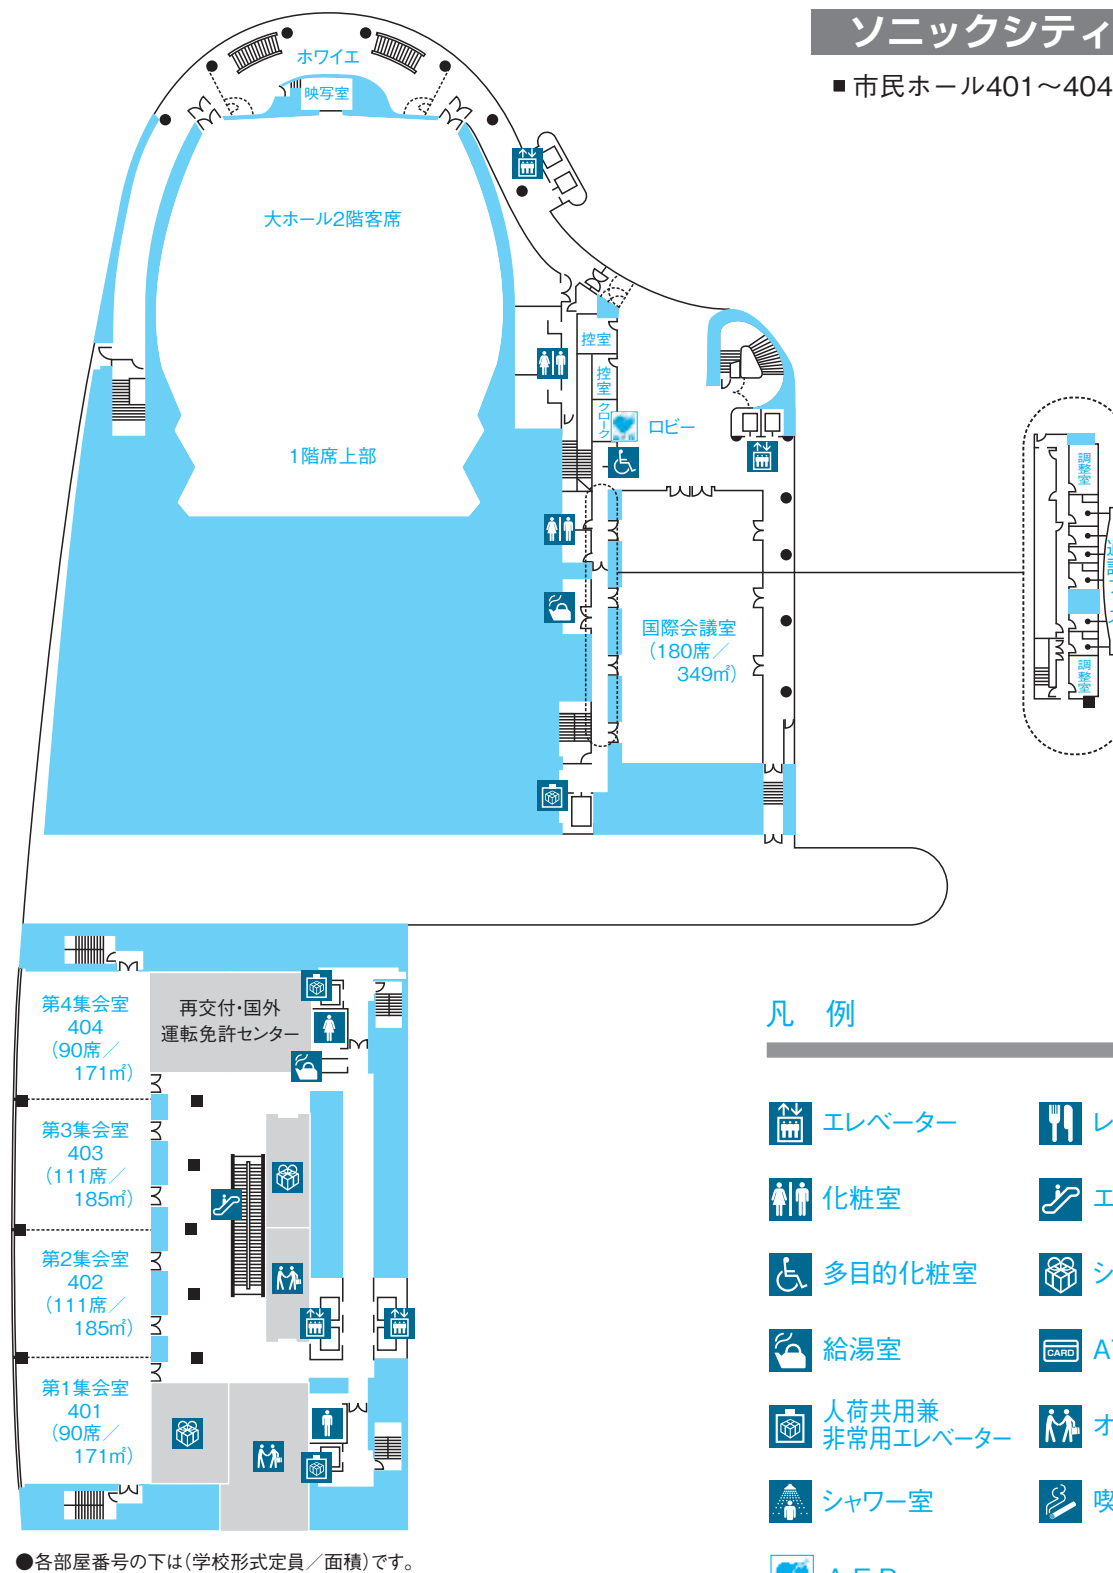 ソニックシティ
■市民ホール401〜404
ホワイエ
映写室
大ホール2階客席
控室
控室
クローク
ロビー
1階席上部
調整室
国際会議室
(180席／
349㎡)
調整室
第4集会室
404
(90席／
171㎡)
再交付・国外
運転免許センター
第3集会室
403
(111席／
185㎡)
第2集会室
402
(111席／
185㎡)
第1集会室
401
(90席／
171㎡)
凡 例
エレベーター
レ
化粧室
エ
多目的化粧室
シ
給湯室
CARD
A
人荷共用兼
非常用エレベーター
オ
シャワー室
喫
●各部屋番号の下は(学校形式定員／面積)です。